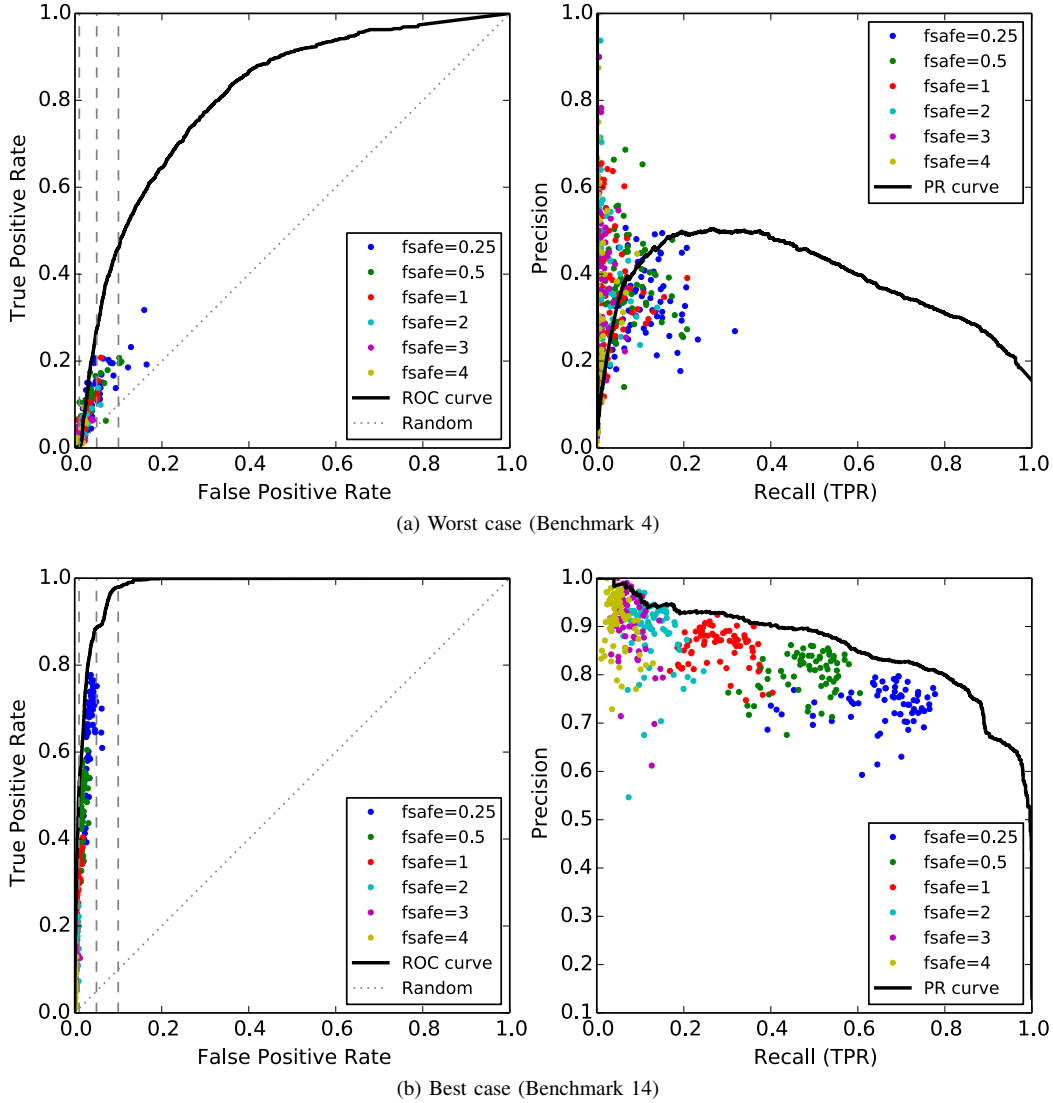 1.0
0.8
0.6
0.4
0.2
0.0
0.0 0.2 0.4 0.6 0.8 1.0
True Positive Rate
False Positive Rate
fsafe=0.25
fsafe=0.5
fsafe=1
fsafe=2
fsafe=3
fsafe=4
ROC curve
Random
1.0
0.8
0.6
0.4
0.2
0.0
0.0 0.2 0.4 0.6 0.8 1.0
Precision
Recall (TPR)
fsafe=0.25
fsafe=0.5
fsafe=1
fsafe=2
fsafe=3
fsafe=4
PR curve
(a) Worst case (Benchmark 4)
1.0
0.8
0.6
0.4
0.2
0.0
0.0 0.2 0.4 0.6 0.8 1.0
True Positive Rate
False Positive Rate
fsafe=0.25
fsafe=0.5
fsafe=1
fsafe=2
fsafe=3
fsafe=4
ROC curve
Random
1.0
0.9
0.8
0.7
0.6
0.5
0.4
0.3
0.2
0.1
0.0 0.2 0.4 0.6 0.8 1.0
Precision
Recall (TPR)
fsafe=0.25
fsafe=0.5
fsafe=1
fsafe=2
fsafe=3
fsafe=4
PR curve
(b) Best case (Benchmark 14)